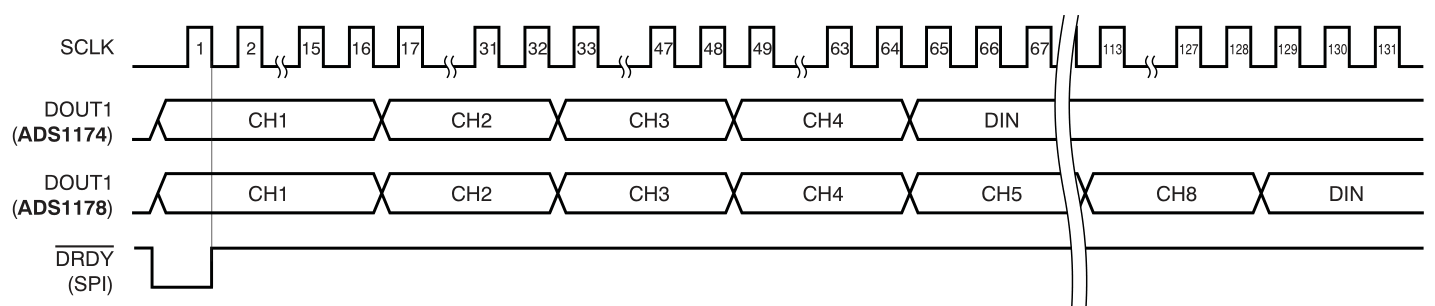 SCLK 1 2 15 16 17 31 32 33 47 48 49 63 64 65 66 67 113 127 128 129 130 131
DOUT1
(ADS1174)
CH1 CH2 CH3 CH4 DIN
DOUT1
(ADS1178)
CH1 CH2 CH3 CH4 CH5 CH8 DIN
DRDY
(SPI)